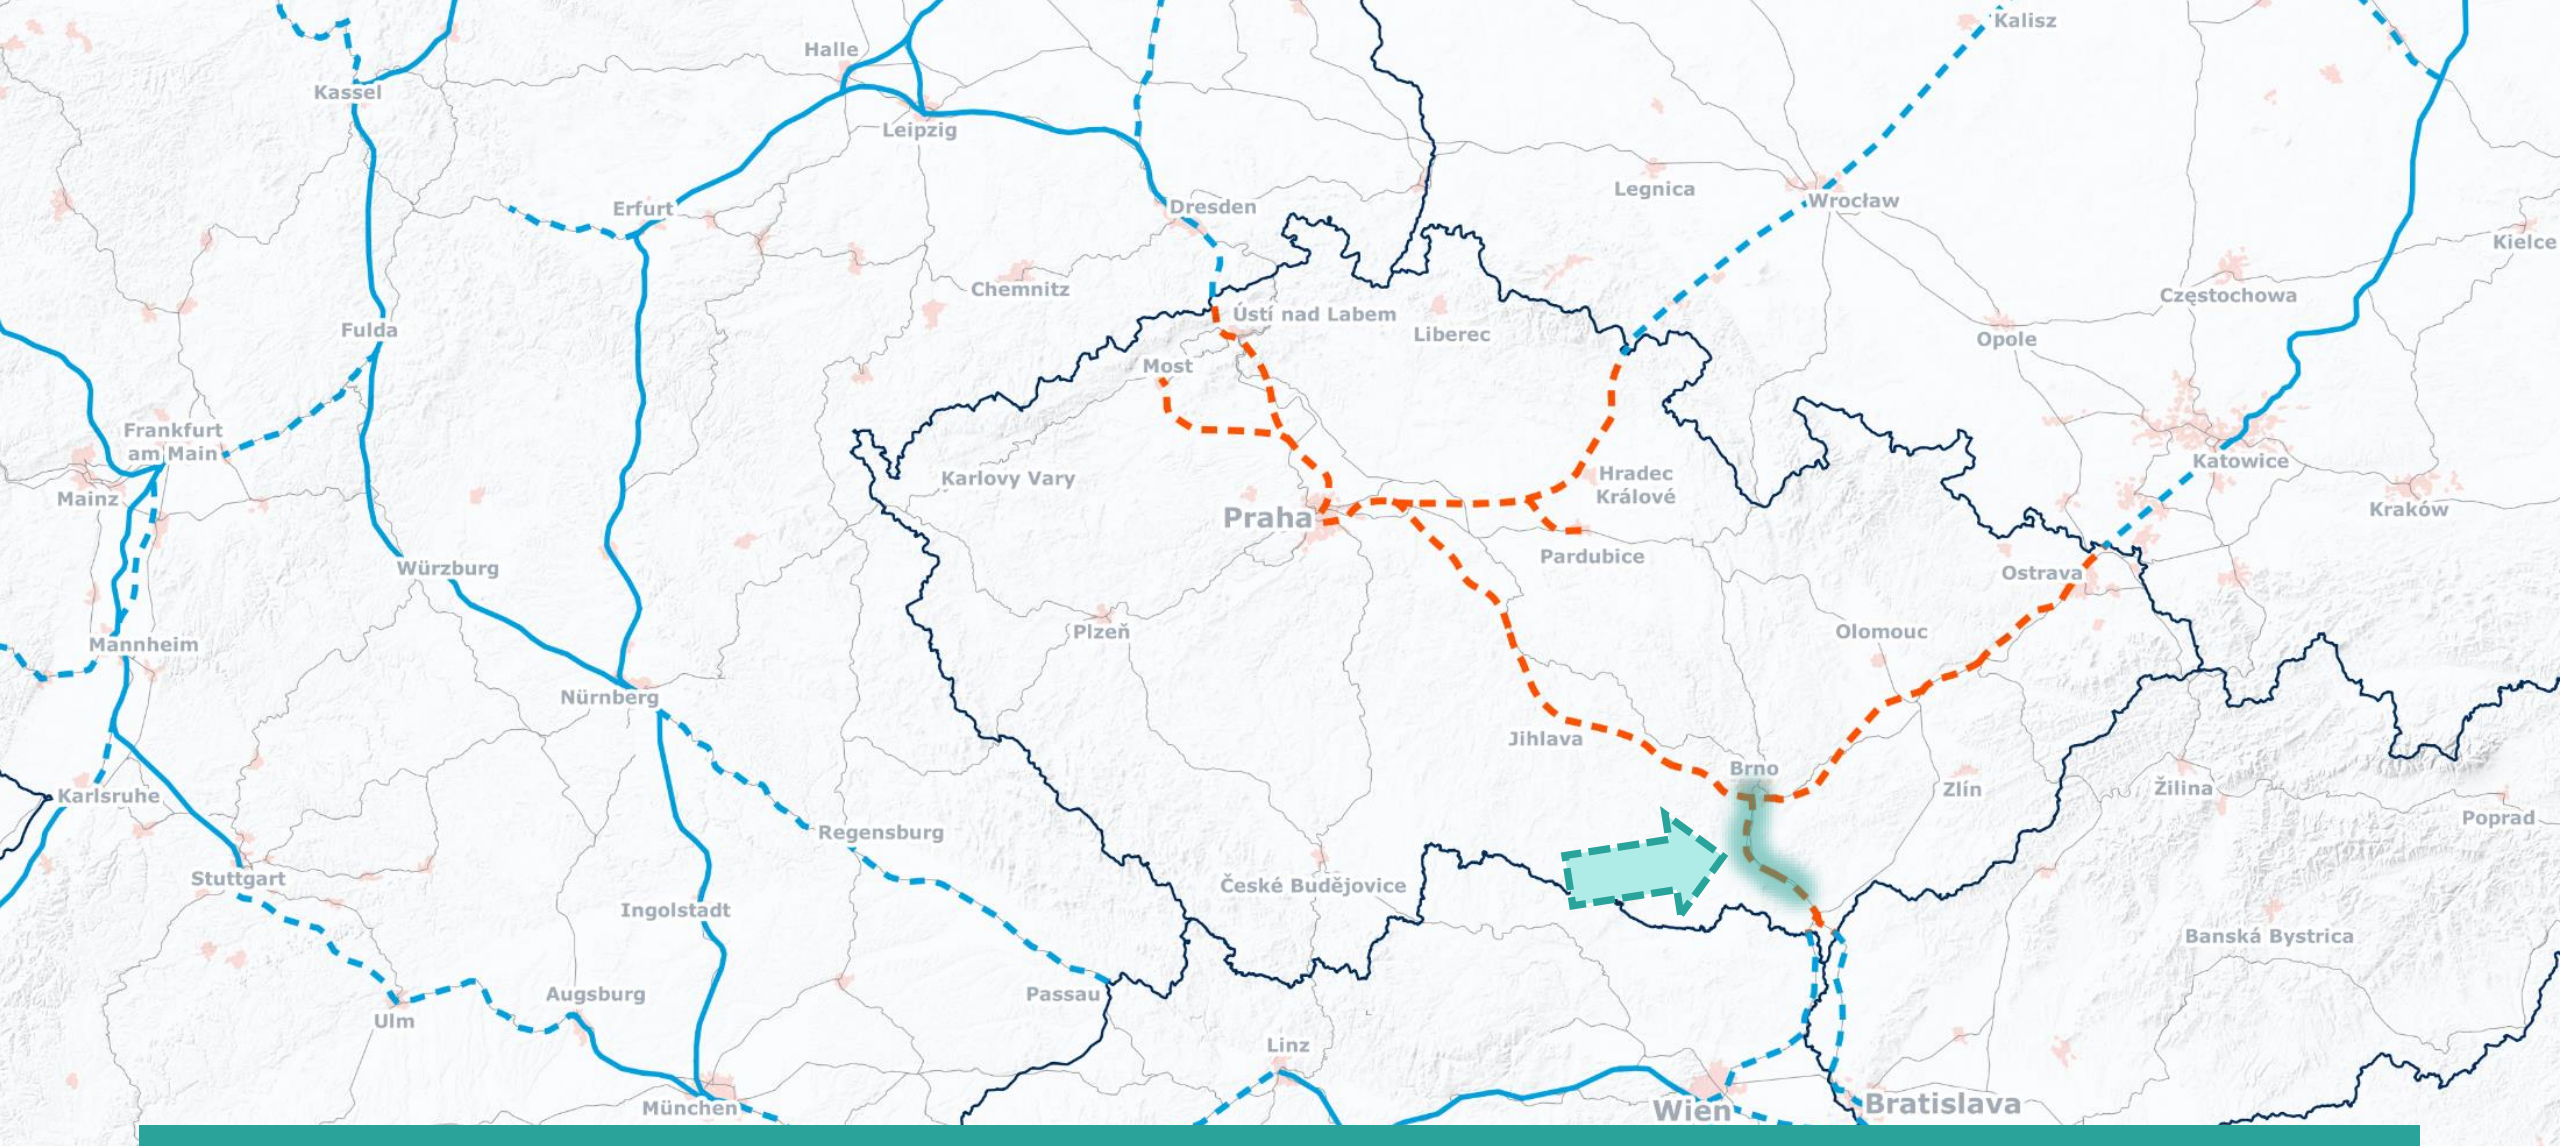 Kalisz
Halle
Kassel
Leipzig
Legnica
Wrocław
Erfurt
Dresden
Kielce
Chemnitz
Częstochowa
Ústí nad Labem
Fulda
Liberec
Opole
Most
Frankfurt
am Main
Katowice
Karlovy Vary
Hradec
Králové
Mainz
Kraków
Praha
Pardubice
Würzburg
Ostrava
Plzeň
Olomouc
Mannheim
Nürnberg
Jihlava
Brno
Zlín
Žilina
Karlsruhe
Poprad
Regensburg
Stuttgart
České Budějovice
Ingolstadt
Banská Bystrica
Augsburg
Passau
Ulm
Linz
München
Wien
Bratislava